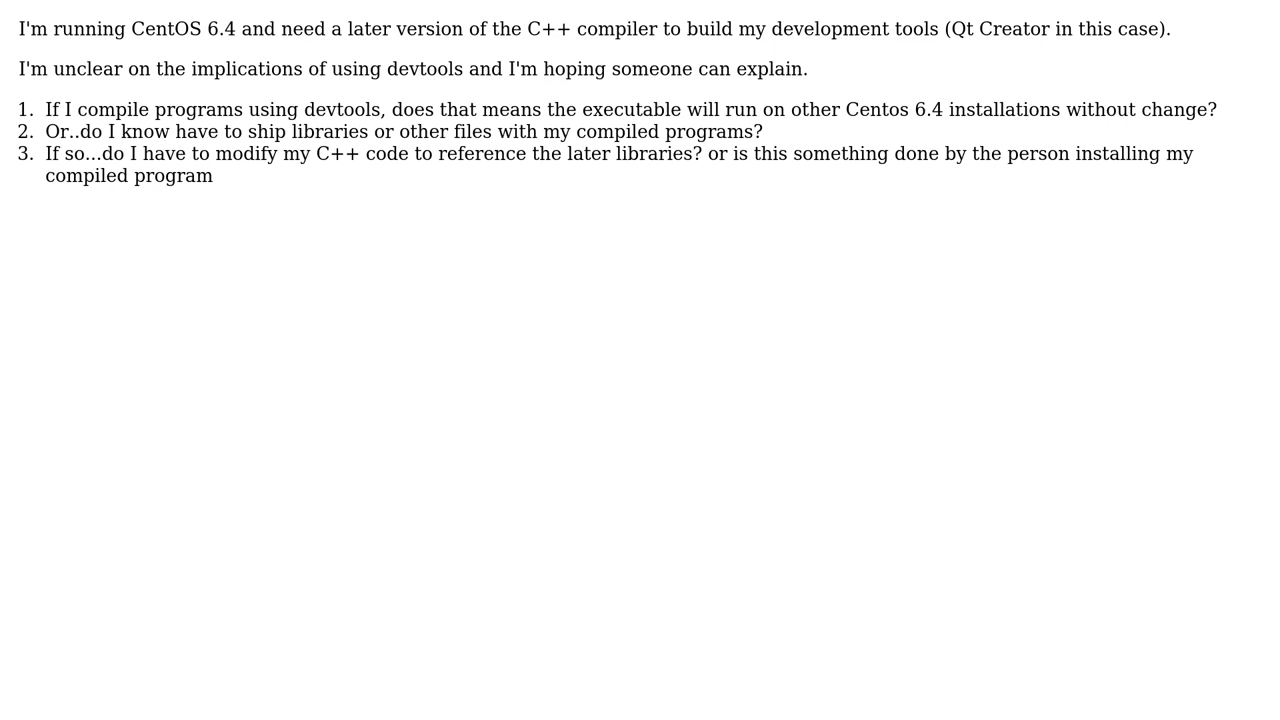 I'm running CentOS 6.4 and need a later version of the C++ compiler to build my development tools (Qt Creator in this case).
I'm unclear on the implications of using devtools and I'm hoping someone can explain.
1. If I compile programs using devtools, does that means the executable will run on other Centos 6.4 installations without change?
2. Or..do I know have to ship libraries or other files with my compiled programs?
3. If so...do I have to modify my C++ code to reference the later libraries? or is this something done by the person installing my
compiled program